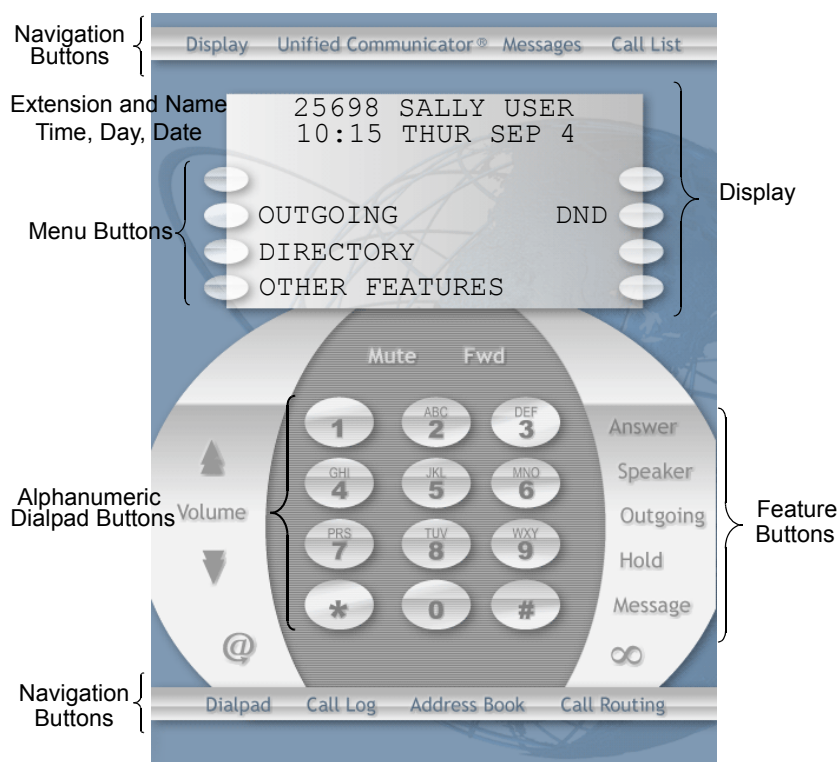 Navigation
Buttons
Display Unified Communicator® Messages Call List
Extension and Name
Time, Day, Date
25698 SALLY USER
10:15 THUR SEP 4
Display
Menu Buttons
OUTGOING DND
DIRECTORY
OTHER FEATURES
Mute Fwd
1 ABC 2 DEF 3
GHI 4 JKL 5 MNO 6
PRS 7 TUV 8 WXY 9
* 0 #
Alphanumeric
Dialpad Buttons
Volume
@
Answer
Speaker
Outgoing
Hold
Message
∞
Feature
Buttons
Navigation
Buttons
Dialpad Call Log Address Book Call Routing